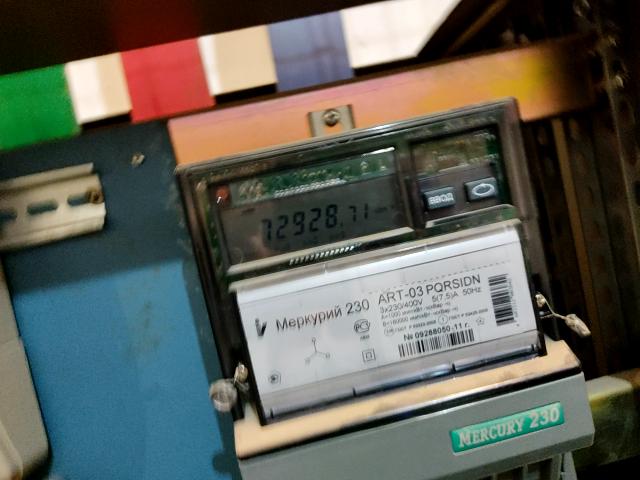 72928.71
ВВОД
Меркурий 230 ART-03 PQRSIDN
3x230/400V 5(7.5)A 50Hz
№ 09268050-11 г.
MERCURY 230